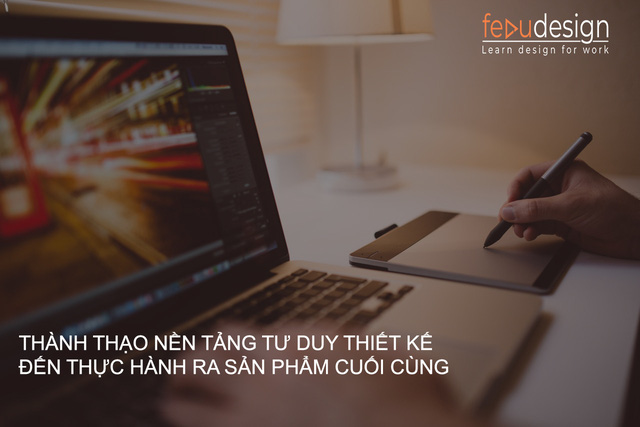 fedudesign
Learn design for work
THÀNH THẠO NỀN TẢNG TƯ DUY THIẾT KẾ
ĐẾN THỰC HÀNH RA SẢN PHẨM CUỐI CÙNG